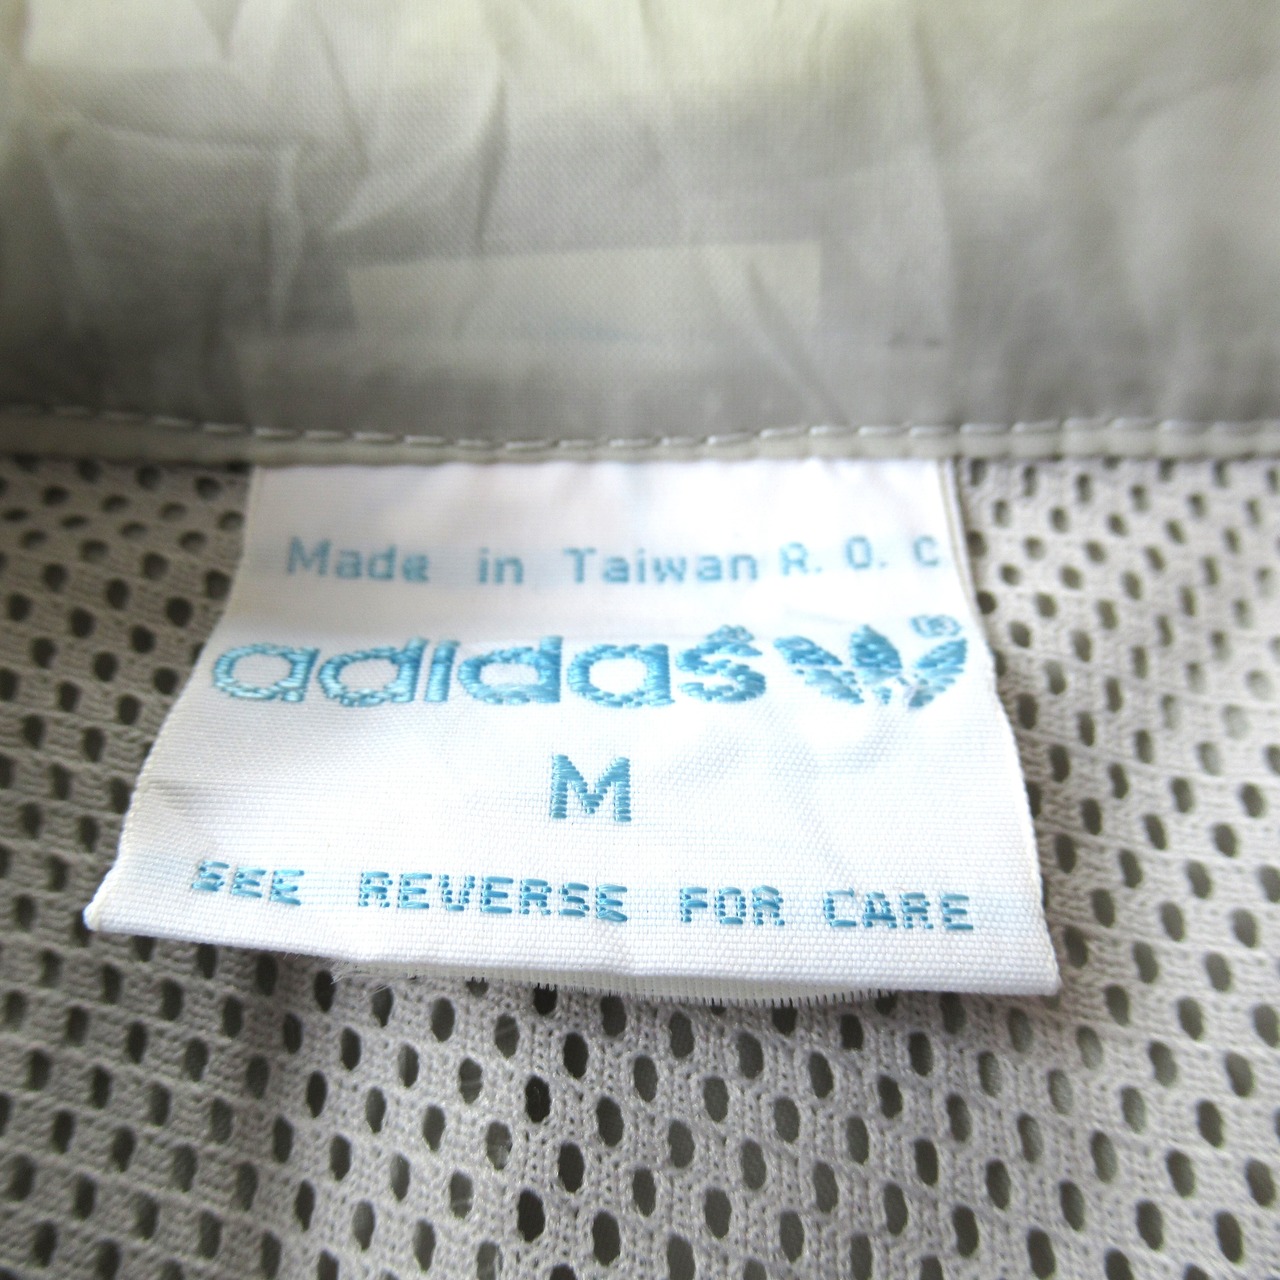 Made in Taiwan R. O. C
adidas ®
M
SEE REVERSE FOR CARE